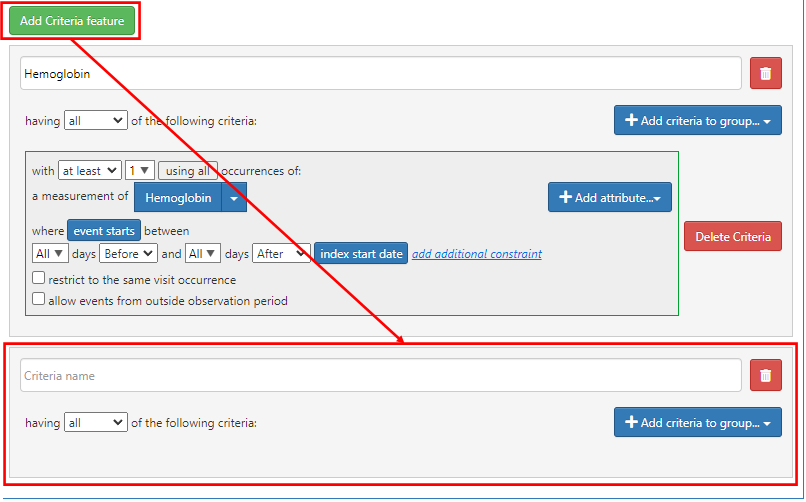 Add Criteria feature
Hemoglobin
having all of the following criteria: Add criteria to group...
with at least 1 using all occurrences of:
a measurement of Hemoglobin Add attribute...
where event starts between
Delete Criteria
All days Before and All days After index start date add additional constraint
restrict to the same visit occurrence
allow events from outside observation period
Criteria name
having all of the following criteria: Add criteria to group...